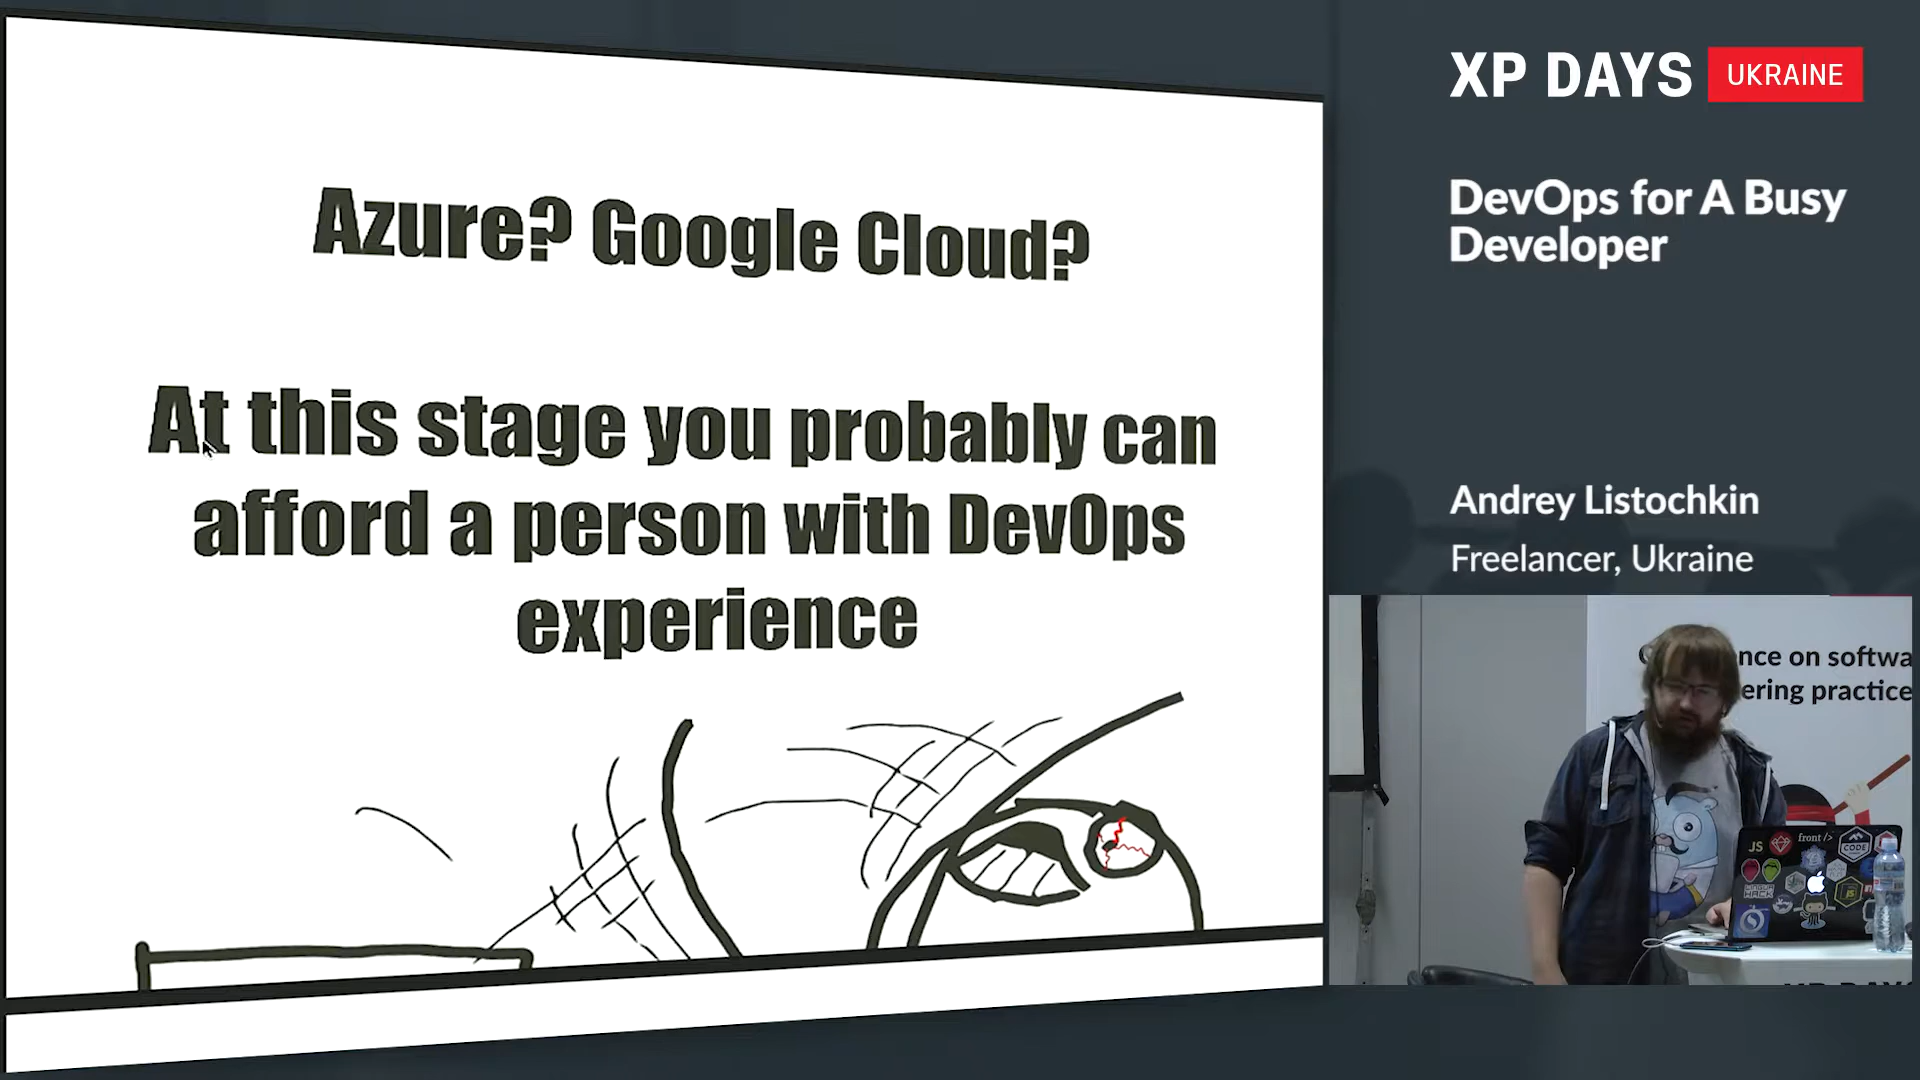 Azure? Google Cloud?
At this stage you probably can
afford a person with DevOps
experience
XP DAYS UKRAINE
DevOps for A Busy
Developer
Andrey Listochkin
Freelancer, Ukraine
nce on softwa
ering practice
JS
front />
CODE